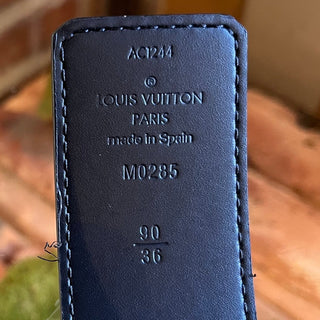 AC1244
®
LOUIS VUITTON
PARIS
made in Spain
M0285
90
36